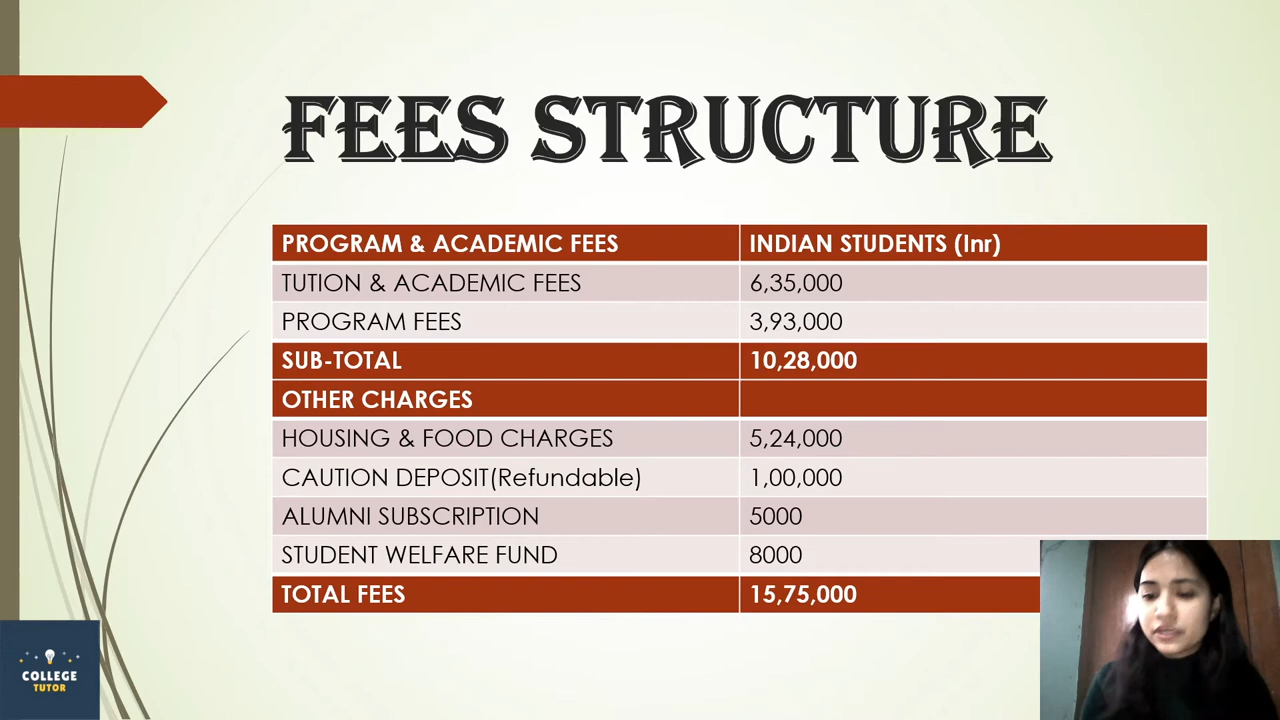 FEES STRUCTURE
PROGRAM & ACADEMIC FEES INDIAN STUDENTS (Inr)
TUTION & ACADEMIC FEES 6,35,000
PROGRAM FEES 3,93,000
SUB-TOTAL 10,28,000
OTHER CHARGES
HOUSING & FOOD CHARGES 5,24,000
CAUTION DEPOSIT(Refundable) 1,00,000
ALUMNI SUBSCRIPTION 5000
STUDENT WELFARE FUND 8000
TOTAL FEES 15,75,000
COLLEGE
TUTOR